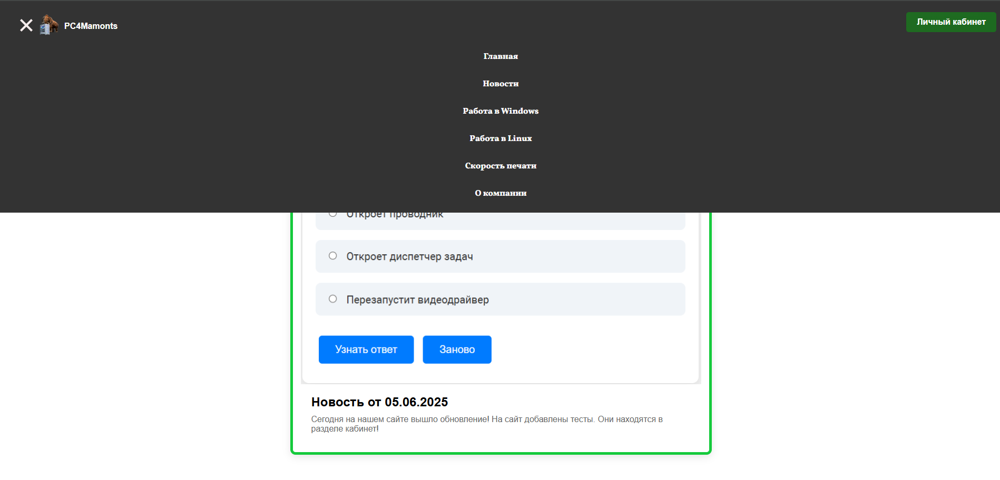 PC4Mamonts
Личный кабинет
Главная
Новости
Работа в Windows
Работа в Linux
Скорость печати
О компании
Откроет проводник
Откроет диспетчер задач
Перезапустит видеодрайвер
Узнать ответ
Заново
Новость от 05.06.2025
Сегодня на нашем сайте вышло обновление! На сайт добавлены тесты. Они находятся в
разделе кабинет!